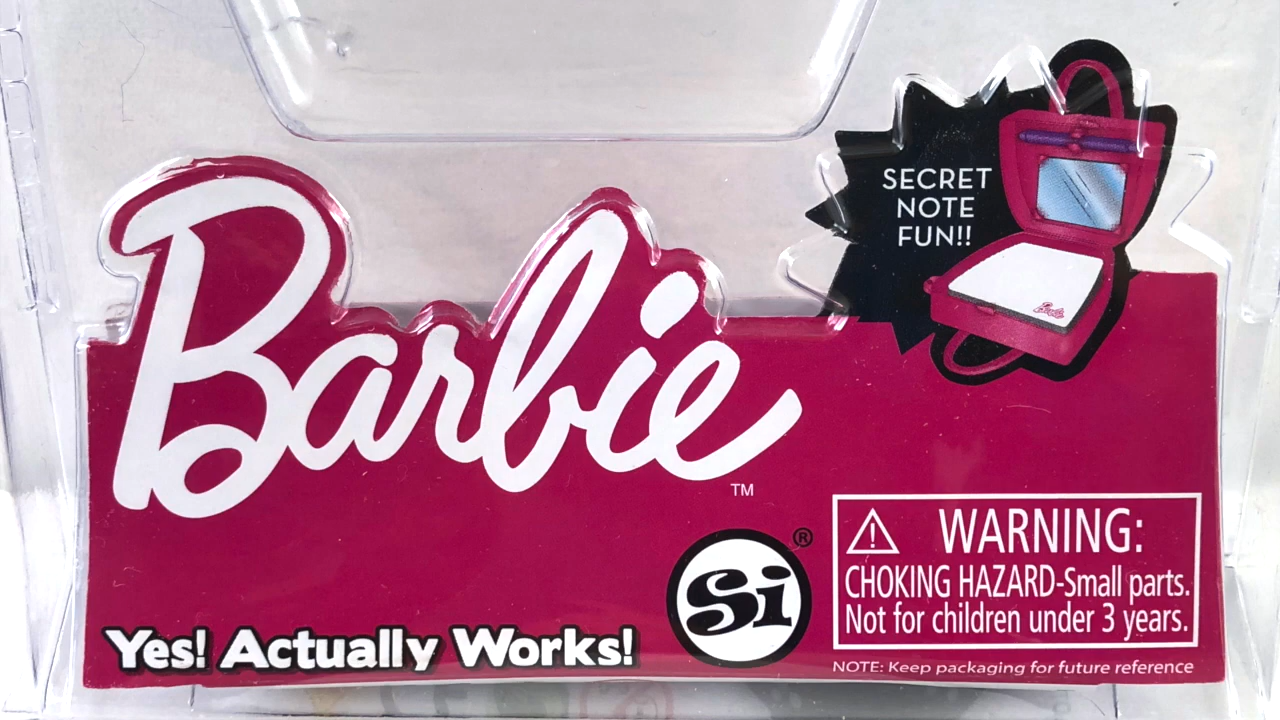 SECRET
NOTE
FUN!!
Barbie
Barbie
TM
Si®
Yes! Actually Works!
WARNING:
CHOKING HAZARD-Small parts.
Not for children under 3 years.
NOTE: Keep packaging for future reference